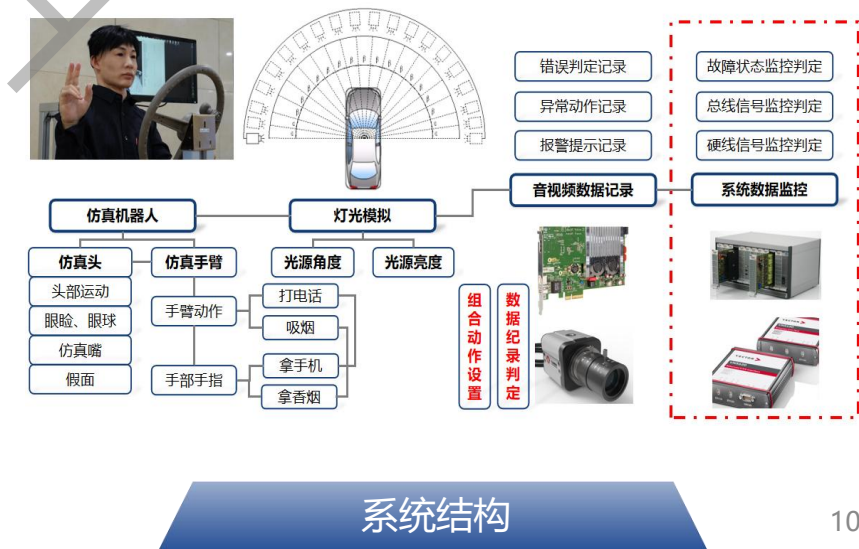 错误判定记录
异常动作记录
报警提示记录
故障状态监控判定
总线信号监控判定
硬线信号监控判定
仿真机器人
灯光模拟
音视频数据记录
系统数据监控
仿真头
仿真手臂
光源角度
光源亮度
头部运动
眼睑、眼球
仿真嘴
假面
手臂动作
手部手指
打电话
吸烟
拿手机
拿香烟
组合动作设置
数据纪录判定
系统结构
10